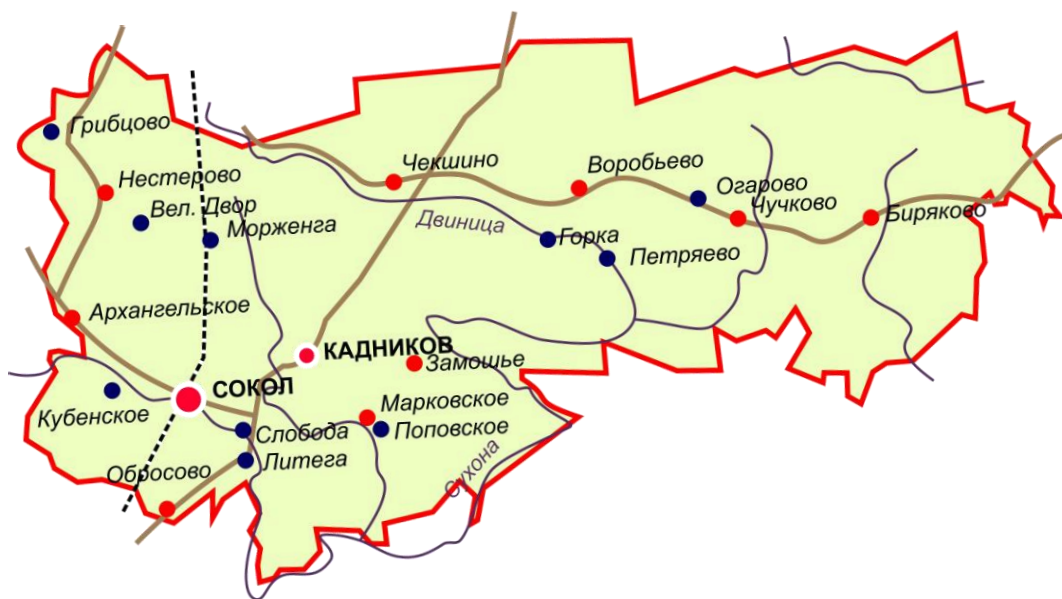 Грибцово
Чекшино
Воробьево
Нестерово
Огарово
Вел. Двор
Чучково
Биряково
Двиница
Морженга
Горка
Петряево
Архангельское
КАДНИКОВ
Замошье
СОКОЛ
Кубенское
Марковское
Слобода
Поповское
Литега
Обросово
Сухона